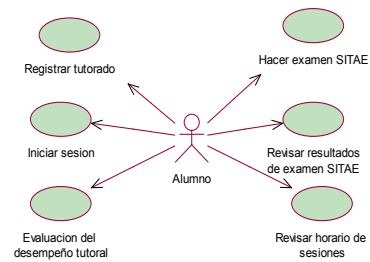 Registrar tutorado
Hacer examen SITAE
Iniciar sesion
Alumno
Revisar resultados
de examen SITAE
Evaluacion del
desempeño tutoral
Revisar horario de
sesiones